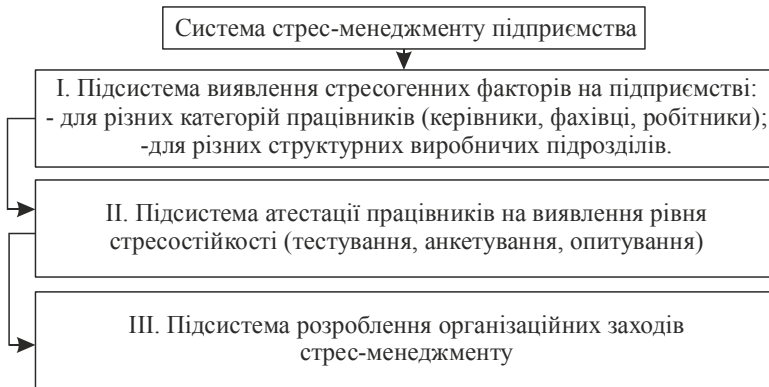 Система стрес-менеджменту підприємства
I. Підсистема виявлення стресогенних факторів на підприємстві:
- для різних категорій працівників (керівники, фахівці, робітники);
-для різних структурних виробничих підрозділів.
II. Підсистема атестації працівників на виявлення рівня
стресостійкості (тестування, анкетування, опитування)
III. Підсистема розроблення організаційних заходів
стрес-менеджменту